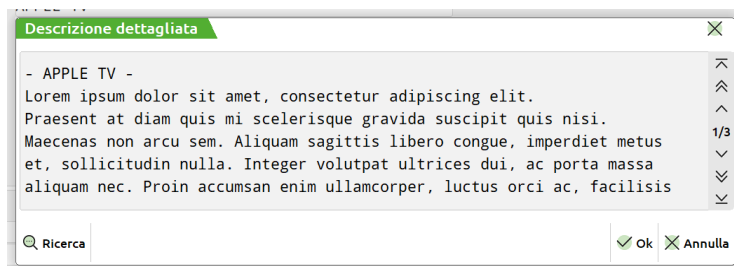 Descrizione dettagliata
- APPLE TV -
Lorem ipsum dolor sit amet, consectetur adipiscing elit.
Praesent at diam quis mi scelerisque gravida suscipit quis nisi.
Maecenas non arcu sem. Aliquam sagittis libero congue, imperdiet metus
et, sollicitudin nulla. Integer volutpat ultrices dui, ac porta massa
aliquam nec. Proin accumsan enim ullamcorper, luctus orci ac, facilisis
1/3
Ricerca
Ok
Annulla